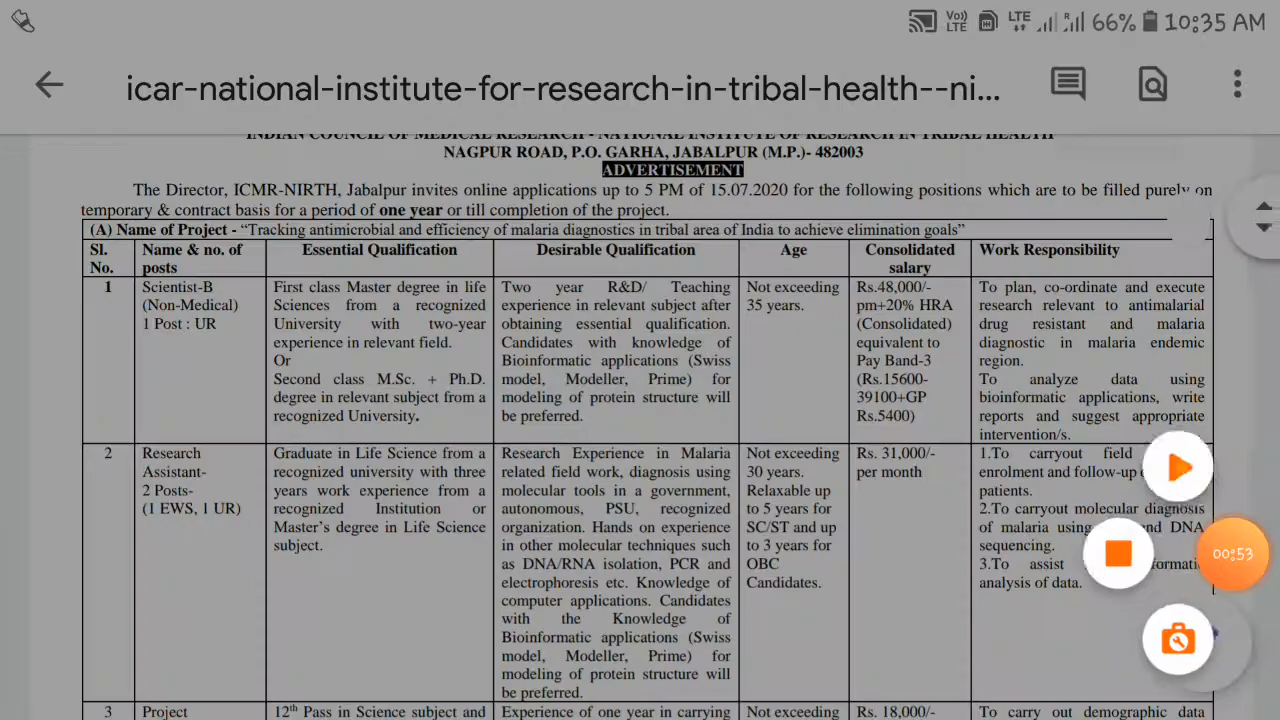 Vo)) LTE LTE R 66% 10:35 AM
icar-national-institute-for-research-in-tribal-health--ni...
INDIAN COUNCIL OF MEDICAL RESEARCH - NATIONAL INSTITUTE OF RESEARCH IN TRIBAL HEALTH
NAGPUR ROAD, P.O. GARHA, JABALPUR (M.P.)- 482003
ADVERTISEMENT
The Director, ICMR-NIRTH, Jabalpur invites online applications up to 5 PM of 15.07.2020 for the following positions which are to be filled purely on
temporary & contract basis for a period of one year or till completion of the project.
(A) Name of Project - “Tracking antimicrobial and efficiency of malaria diagnostics in tribal area of India to achieve elimination goals”
Sl. No.
Name & no. of posts
Essential Qualification
Desirable Qualification
Age
Consolidated salary
Work Responsibility
1
Scientist-B
(Non-Medical)
1 Post : UR
First class Master degree in life
Sciences from a recognized
University with two-year
experience in relevant field.
Or
Second class M.Sc. + Ph.D.
degree in relevant subject from a
recognized University.
Two year R&D/ Teaching
experience in relevant subject after
obtaining essential qualification.
Candidates with knowledge of
Bioinformatic applications (Swiss
model, Modeller, Prime) for
modeling of protein structure will
be preferred.
Not exceeding
35 years.
Rs.48,000/-
pm+20% HRA
(Consolidated)
equivalent to
Pay Band-3
(Rs.15600-
39100+GP
Rs.5400)
To plan, co-ordinate and execute
research relevant to antimalarial
drug resistant and malaria
diagnostic in malaria endemic
region.
To analyze data using
bioinformatic applications, write
reports and suggest appropriate
intervention/s.
2
Research
Assistant-
2 Posts-
(1 EWS, 1 UR)
Graduate in Life Science from a
recognized university with three
years work experience from a
recognized Institution or
Master’s degree in Life Science
subject.
Research Experience in Malaria
related field work, diagnosis using
molecular tools in a government,
autonomous, PSU, recognized
organization. Hands on experience
in other molecular techniques such
as DNA/RNA isolation, PCR and
electrophoresis etc. Knowledge of
computer applications. Candidates
with the Knowledge of
Bioinformatic applications (Swiss
model, Modeller, Prime) for
modeling of protein structure will
be preferred.
Not exceeding
30 years.
Relaxable up
to 5 years for
SC/ST and up
to 3 years for
OBC
Candidates.
Rs. 31,000/-
per month
1.To carryout field
enrolment and follow-up
patients.
2.To carryout molecular diagnosis
of malaria using nd DNA
sequencing.
3.To assist formatic
analysis of data.
00:53
3
Project
12th Pass in Science subject and
Experience of one year in carrying
Not exceeding
Rs. 18,000/-
To carry out demographic data